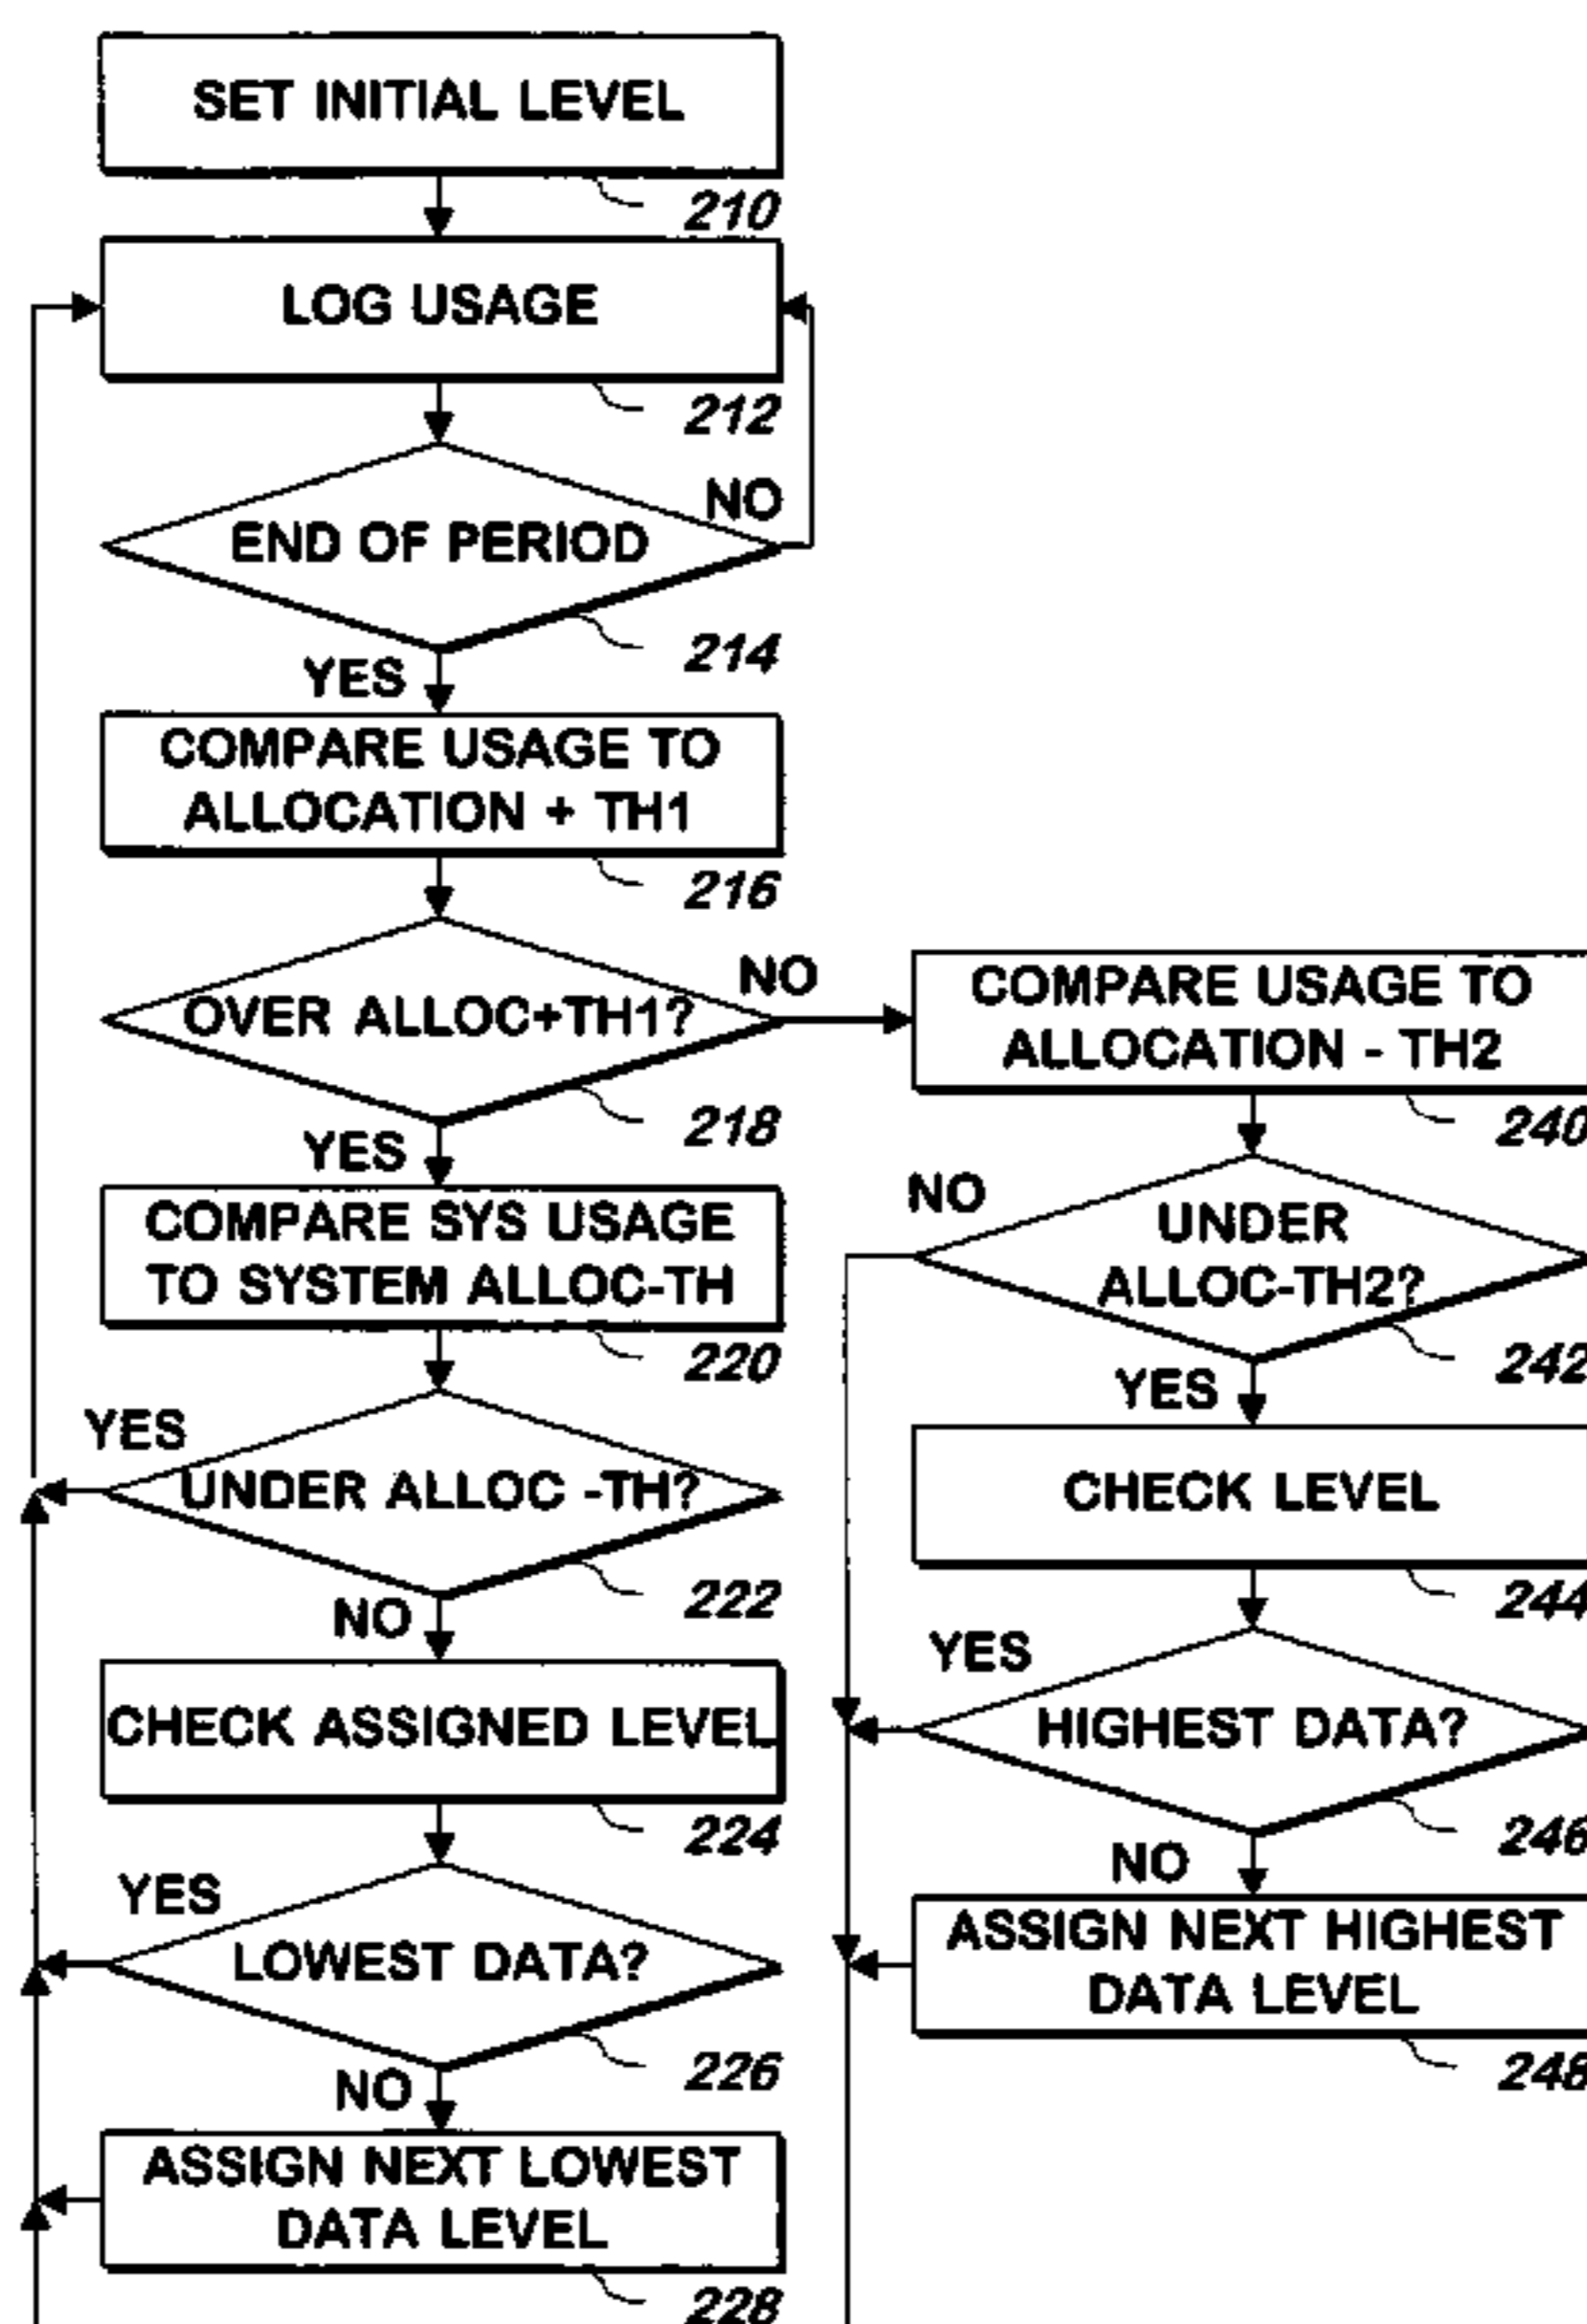 SET INITIAL LEVEL
210
LOG USAGE
212
NO
END OF PERIOD
214
YES
COMPARE USAGE TO
ALLOCATION + TH1
216
NO
OVER ALLOC+TH1?
218
YES
COMPARE SYS USAGE
TO SYSTEM ALLOC-TH
220
YES
UNDER ALLOC -TH?
222
NO
CHECK ASSIGNED LEVEL
224
YES
LOWEST DATA?
226
NO
ASSIGN NEXT LOWEST
DATA LEVEL
228
COMPARE USAGE TO
ALLOCATION - TH2
240
NO
UNDER
ALLOC-TH2?
242
YES
CHECK LEVEL
244
YES
HIGHEST DATA?
246
NO
ASSIGN NEXT HIGHEST
DATA LEVEL
248